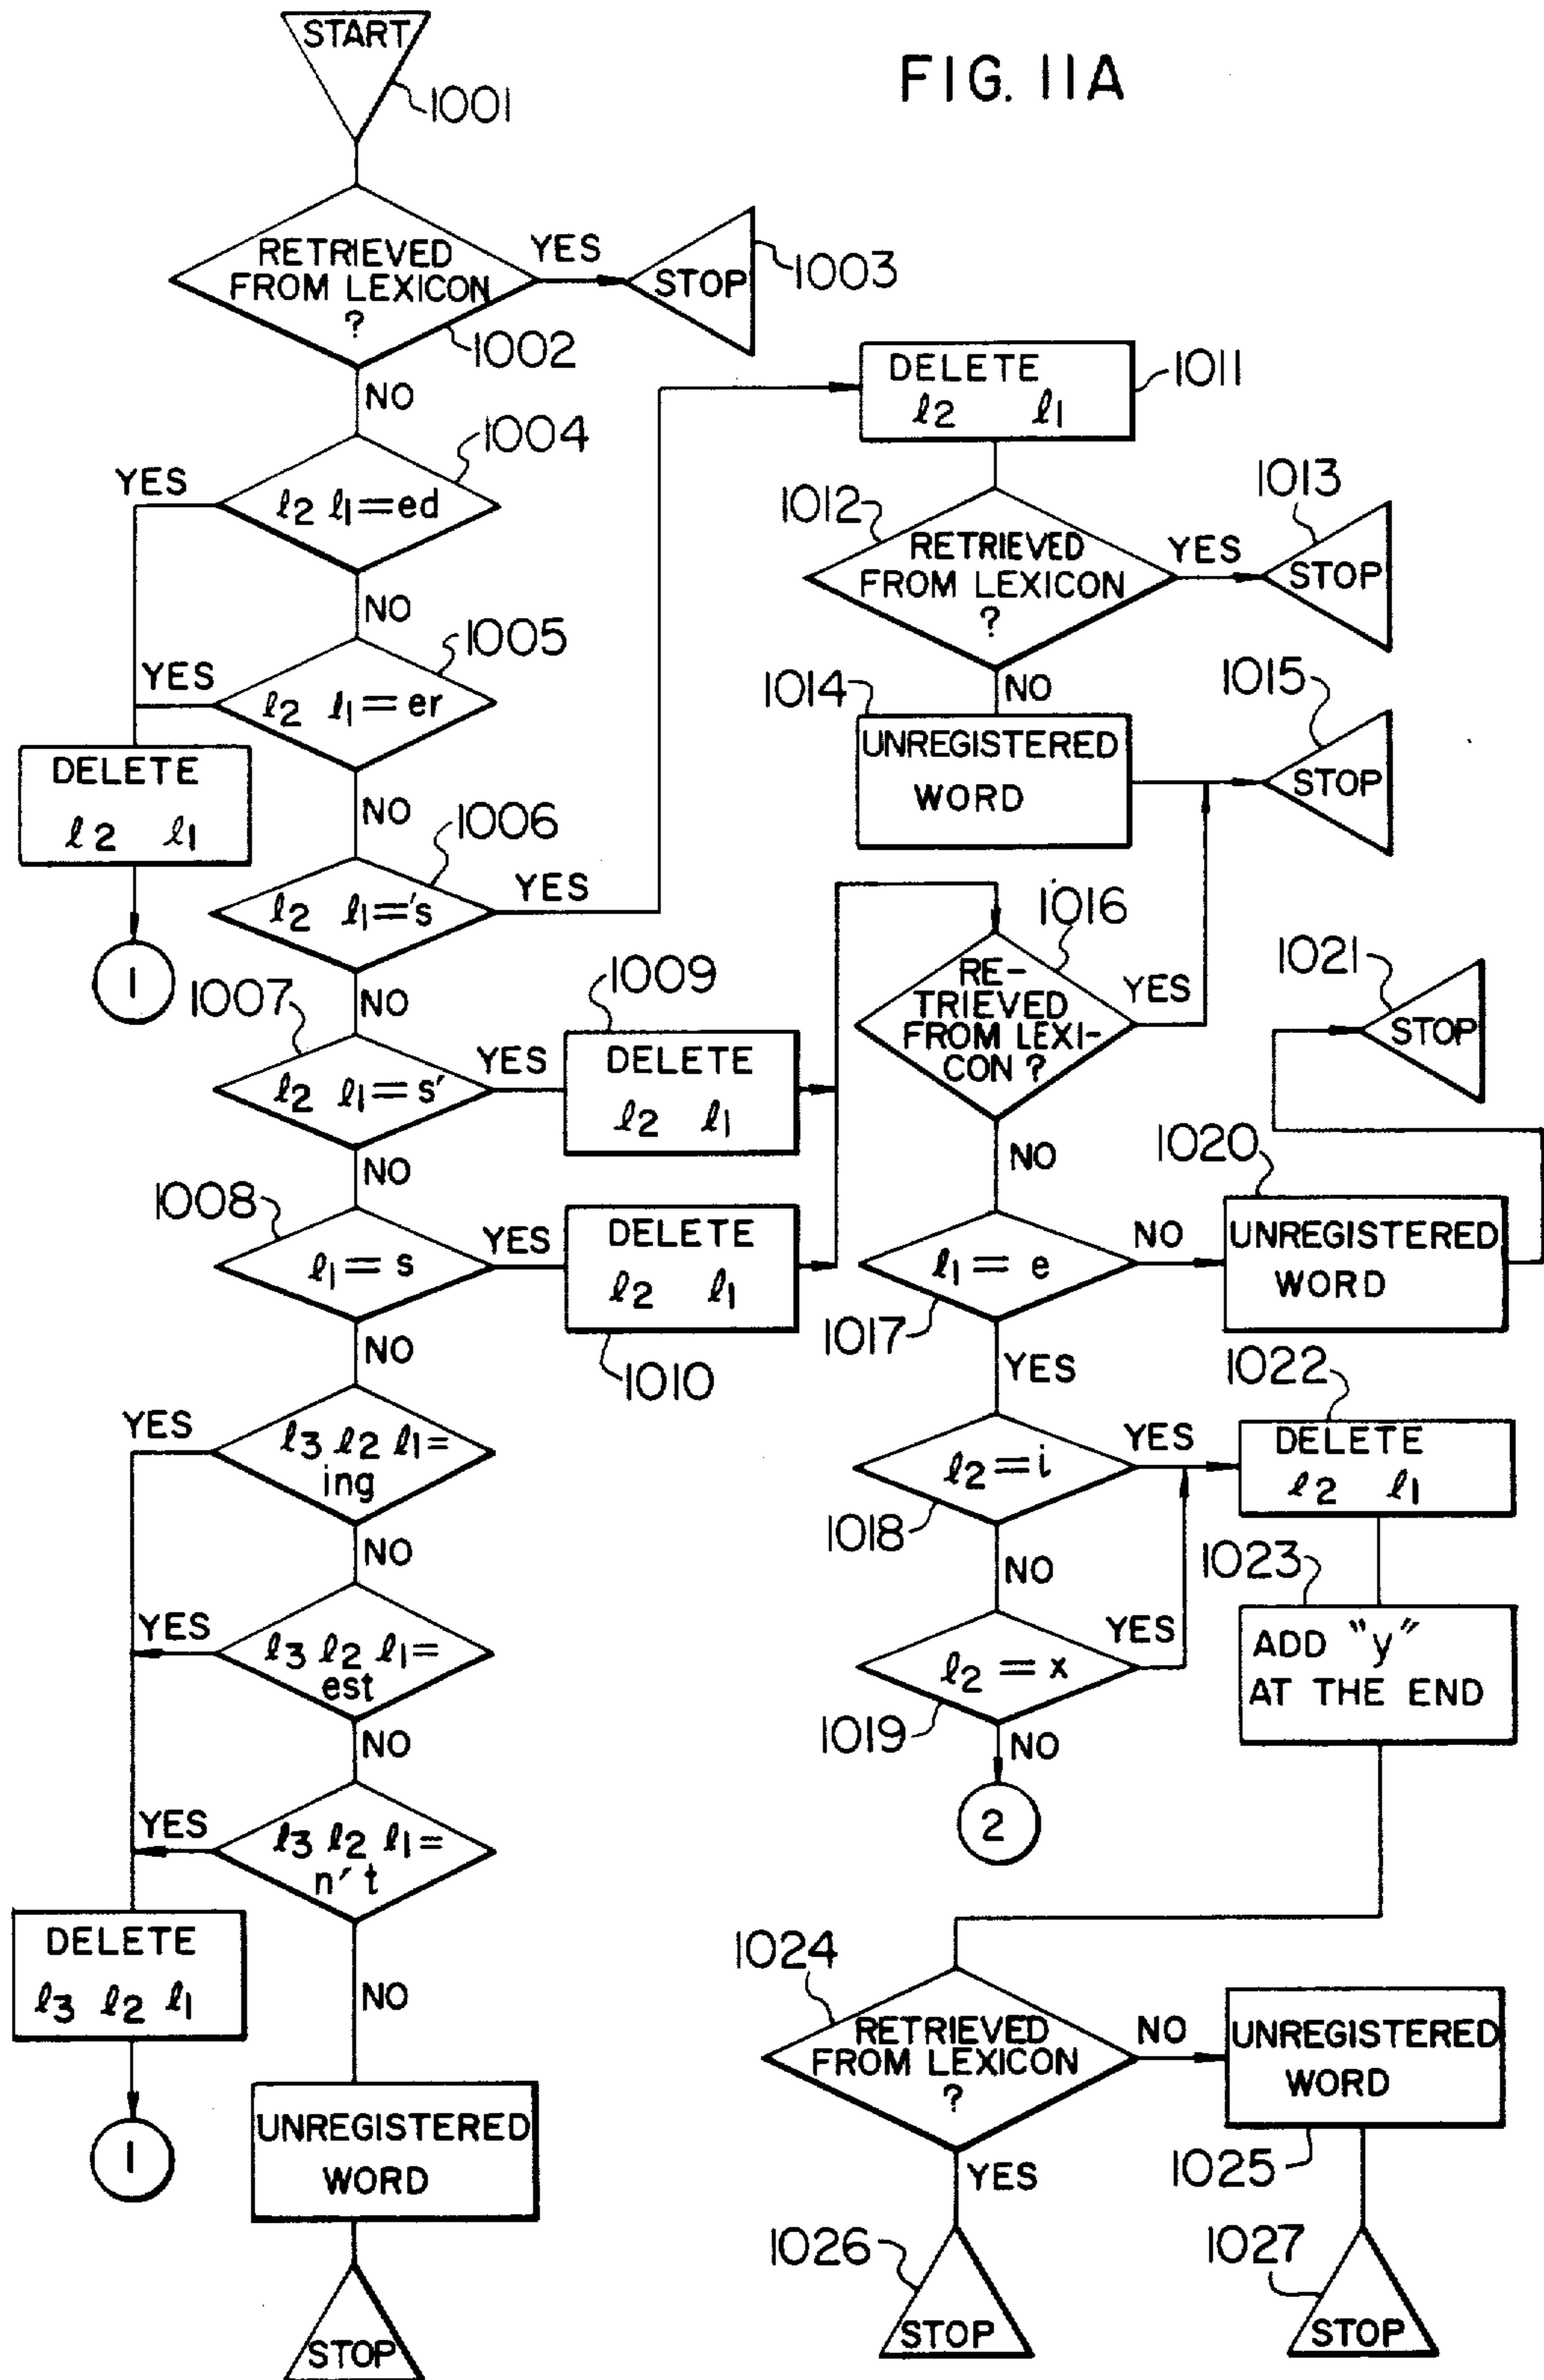 FIG. 11A
START
1001
RETRIEVED
FROM LEXICON
?
1002
YES
STOP
1003
NO
1004
ℓ2 ℓ1=ed
YES
NO
1005
ℓ2 ℓ1=er
YES
DELETE
ℓ2 ℓ1
1
NO
1006
ℓ2 ℓ1='s
YES
NO
1007
ℓ2 ℓ1=s'
YES
1009
DELETE
ℓ2 ℓ1
NO
1008
ℓ1=s
YES
DELETE
ℓ2 ℓ1
1010
NO
ℓ3 ℓ2 ℓ1=
ing
YES
NO
ℓ3 ℓ2 ℓ1=
est
YES
NO
ℓ3 ℓ2 ℓ1=
n't
YES
DELETE
ℓ3 ℓ2 ℓ1
1
NO
UNREGISTERED
WORD
STOP
DELETE
ℓ2 ℓ1
1011
1012
RETRIEVED
FROM LEXICON
?
YES
1013
STOP
NO
1014
UNREGISTERED
WORD
1015
STOP
1016
RE-
TRIEVED
FROM LEXI-
CON ?
YES
NO
1017
ℓ1=e
NO
1020
UNREGISTERED
WORD
1021
STOP
YES
ℓ2=i
1018
YES
1022
DELETE
ℓ2 ℓ1
NO
ℓ2=x
1019
YES
NO
2
1023
ADD "y"
AT THE END
1024
RETRIEVED
FROM LEXICON
?
NO
UNREGISTERED
WORD
1025
YES
1026
STOP
1027
STOP